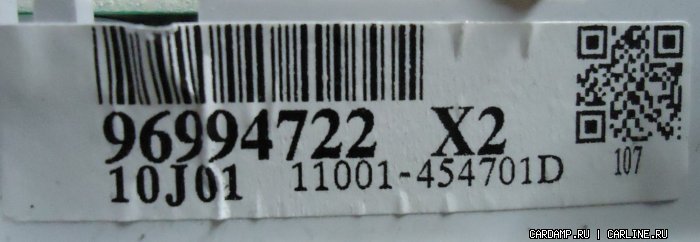 96994722 X2
10J01 11001-454701D
107
CARDAMP.RU | CARLINE.RU